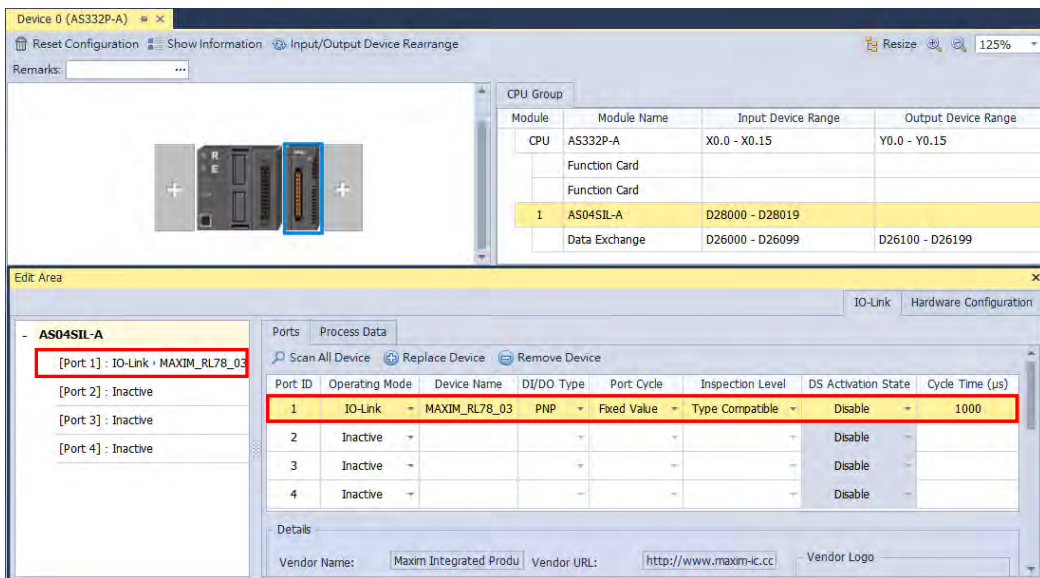 Device 0 (AS332P-A)
Reset Configuration Show Information Input/Output Device Rearrange Resize 125%
Remarks: ...
CPU Group
Module Module Name Input Device Range Output Device Range
CPU AS332P-A X0.0 - X0.15 Y0.0 - Y0.15
Function Card
Function Card
1 AS04SIL-A D28000 - D28019
Data Exchange D26000 - D26099 D26100 - D26199
R
E
Edit Area
IO-Link Hardware Configuration
- AS04SIL-A
[Port 1] : IO-Link , MAXIM_RL78_03
[Port 2] : Inactive
[Port 3] : Inactive
[Port 4] : Inactive
Ports Process Data
Scan All Device Replace Device Remove Device
Port ID Operating Mode Device Name DI/DO Type Port Cycle Inspection Level DS Activation State Cycle Time (µs)
1 IO-Link MAXIM_RL78_03 PNP Fixed Value Type Compatible Disable 1000
2 Inactive Disable
3 Inactive Disable
4 Inactive Disable
Details
Vendor Name: Maxim Integrated Produ Vendor URL: http://www.maxim-ic.cc Vendor Logo